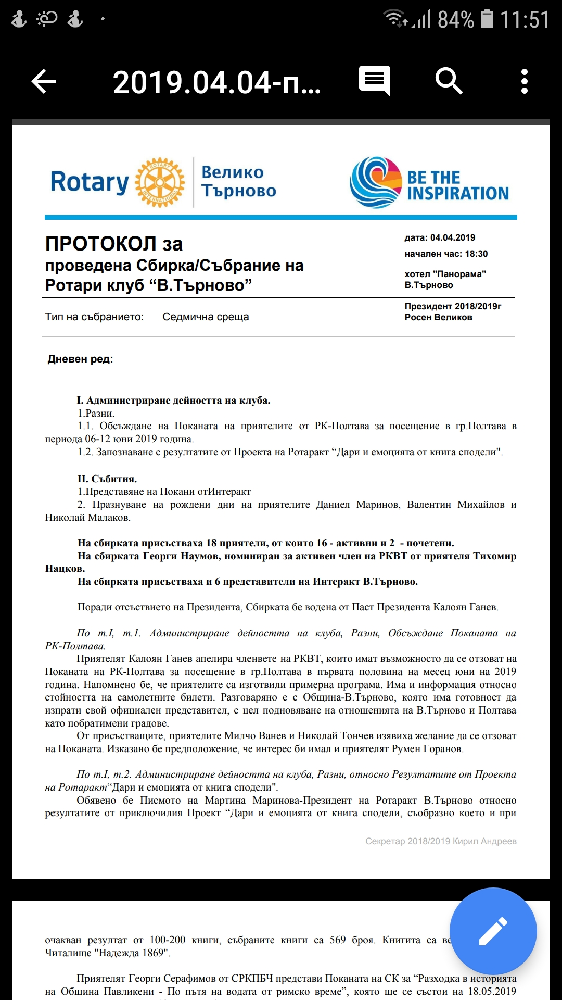 84% 11:51
2019.04.04-п...
Rotary
ROTARY INTERNATIONAL
Велико
Търново
BE THE
INSPIRATION
ПРОТОКОЛ за
проведена Сбирка/Събрание на
Ротари клуб “В.Търново”
дата: 04.04.2019
начален час: 18:30
хотел "Панорама”
В.Търново
Тип на събранието: Седмична среща
Президент 2018/2019г
Росен Великов
Дневен ред:
I. Администриране дейността на клуба.
1.Разни.
1.1. Обсъждане на Поканата на приятелите от РК-Полтава за посещение в гр.Полтава в
периода 06-12 юни 2019 година.
1.2. Запознаване с резултатите от Проекта на Ротаракт “Дари и емоцията от книга сподели".
II. Събития.
1.Представяне на Покани отИнтеракт
2. Празнуване на рождени дни на приятелите Даниел Маринов, Валентин Михайлов и
Николай Малаков.
На сбирката присъстваха 18 приятели, от които 16 - активни и 2 - почетени.
На сбирката Георги Наумов, номиниран за активен член на РКВТ от приятеля Тихомир
Нацков.
На сбирката присъстваха и 6 представители на Интеракт В.Търново.
Поради отсъствието на Президента, Сбирката бе водена от Паст Президента Калоян Ганев.
По т.I, т.1. Администриране дейността на клуба, Разни, Обсъждане Поканата на
РК-Полтава.
Приятелят Калоян Ганев апелира членвете на РКВТ, които имат възможносто да се отзоват на
Поканата на РК-Полтава за посещение в гр.Полтава в първата половина на месец юни на 2019
година. Напомнено бе, че приятелите са изготвили примерна програма. Има и информация относно
стойността на самолетните билети. Разговаряно е с Община-В.Търново, която има готовност да
изпрати свой официален представител, с цел подновяване на отношенията на В.Търново и Полтава
като побратимени градове.
От присъстващите, приятелите Милчо Ванев и Николай Тончев изявиха желание да се отзоват
на Поканата. Изказано бе предположение, че интерес би имал и приятелят Румен Горанов.
По т.I, т.2. Администриране дейността на клуба, Разни, относно Резултатите от Проекта
на Ротаракт“Дари и емоцията от книга сподели".
Обявено бе Писмото на Мартина Маринова-Президент на Ротаракт В.Търново относно
резултатите от приключилия Проект “Дари и емоцията от книга сподели, съобразно което и при
Секретар 2018/2019 Кирил Андреев
очакван резултат от 100-200 книги, събраните книги са 569 броя. Книгита са ве
Читалище "Надежда 1869".
Приятелят Георги Серафимов от СРКПБЧ представи Поканата на СК за “Разходка в историята
на Община Павликени - По пътя на водата от римско време”, която ще се състои на 18.05.2019